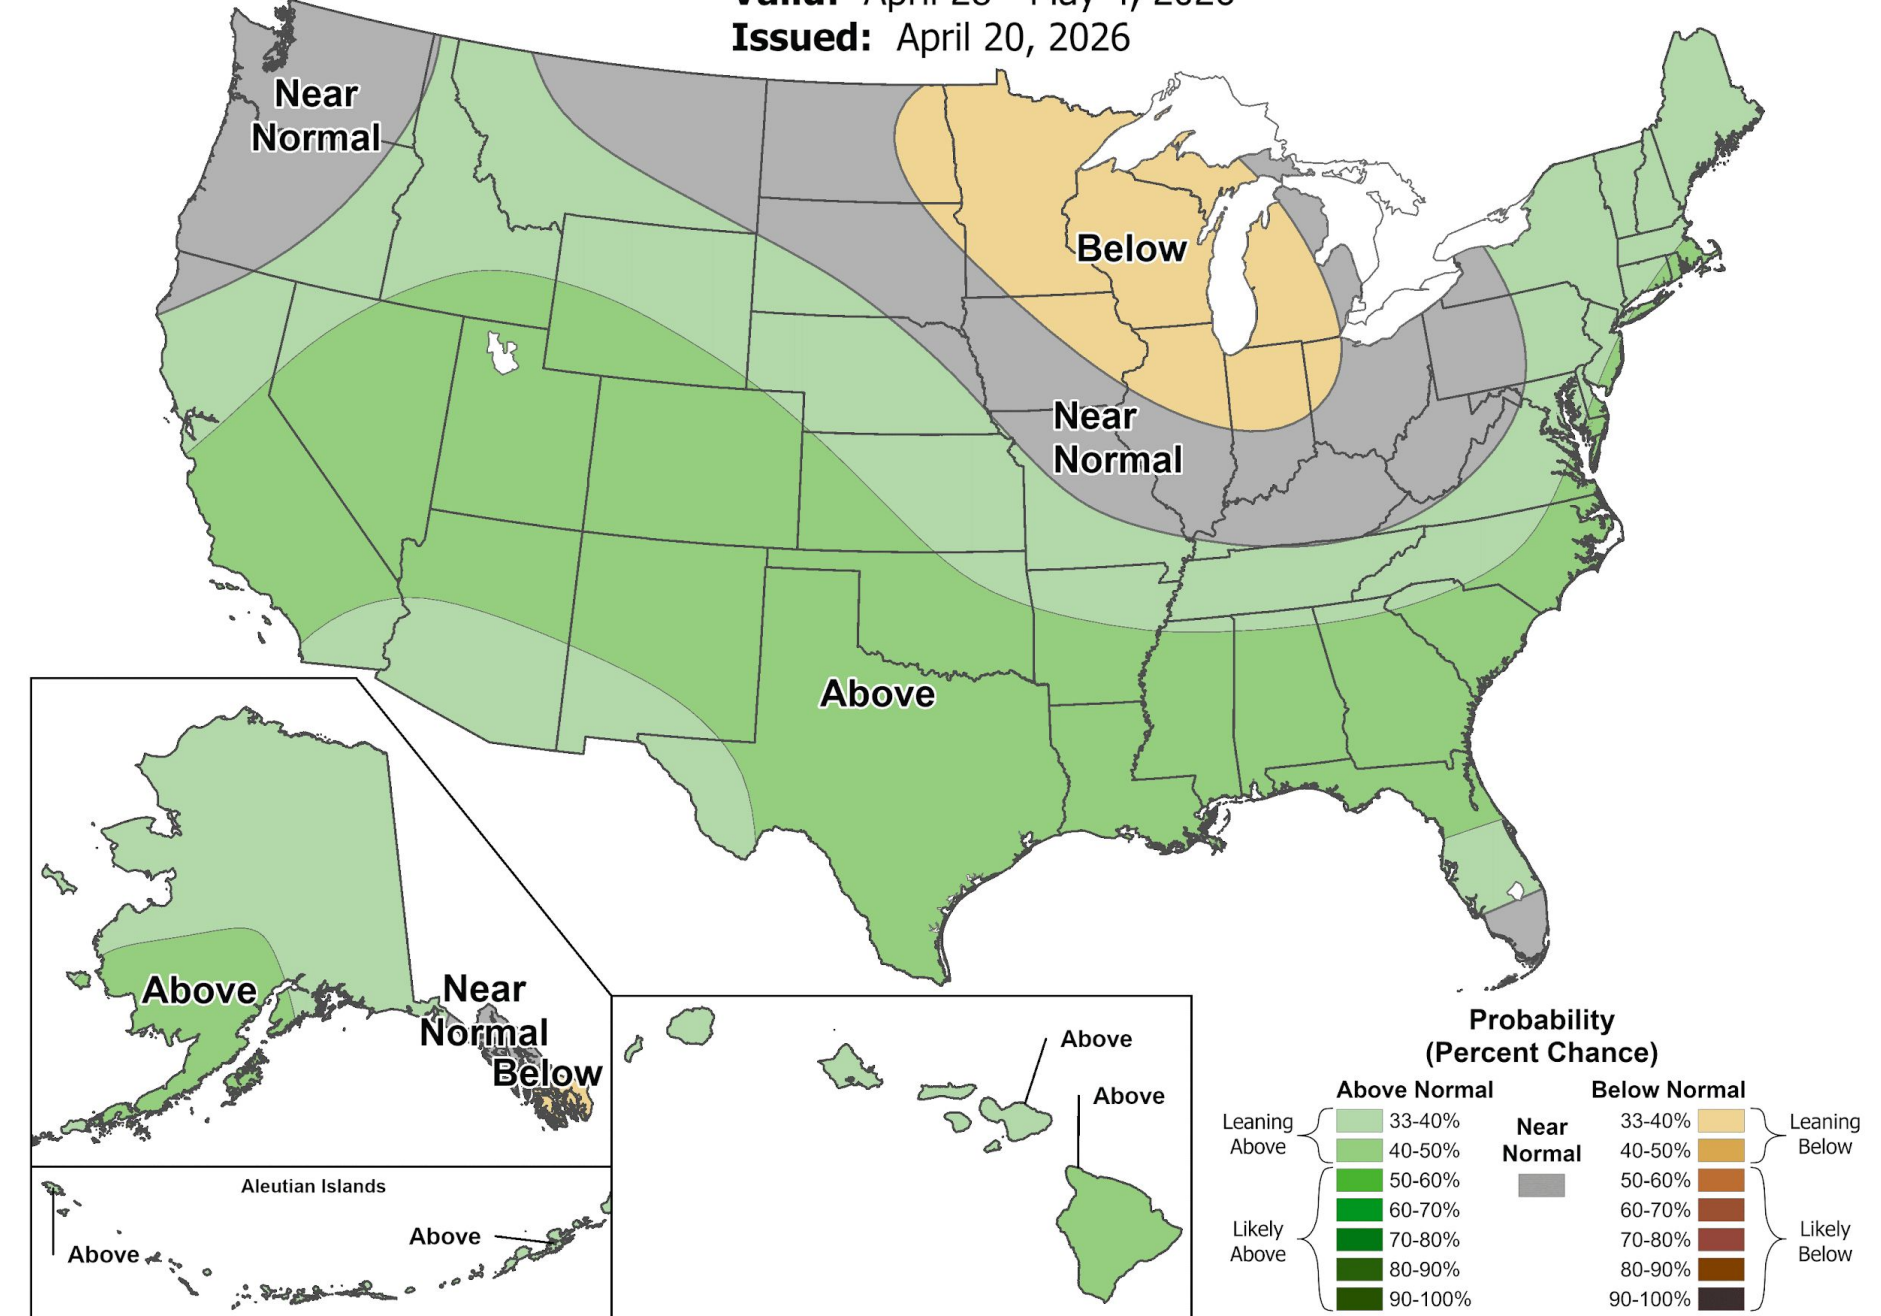 Issued: April 20, 2026
Near
Normal
Below
Near
Normal
Above
Above
Near
Normal
Below
Aleutian Islands
Above
Above
Above
Above
Probability
(Percent Chance)
Above Normal
Below Normal
Leaning
Above
33-40%
40-50%
50-60%
60-70%
70-80%
80-90%
90-100%
Likely
Above
Near
Normal
33-40%
40-50%
50-60%
60-70%
70-80%
80-90%
90-100%
Leaning
Below
Likely
Below